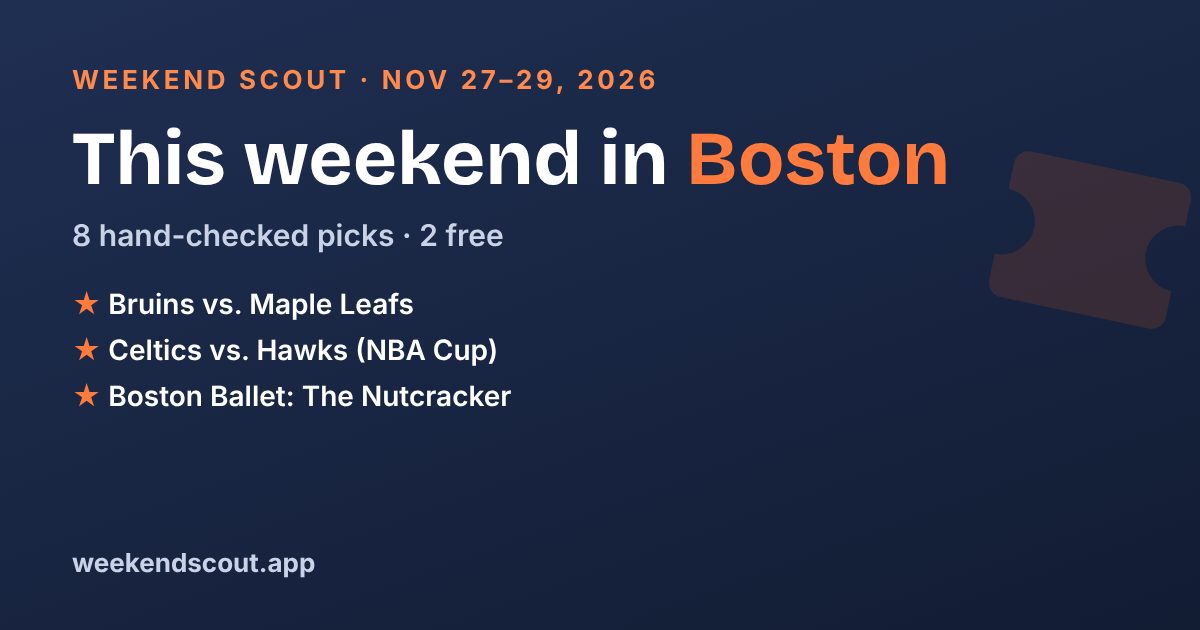 WEEKEND SCOUT · NOV 27–29, 2026
This weekend in Boston
8 hand-checked picks · 2 free
★ Bruins vs. Maple Leafs
★ Celtics vs. Hawks (NBA Cup)
★ Boston Ballet: The Nutcracker
weekendscout.app